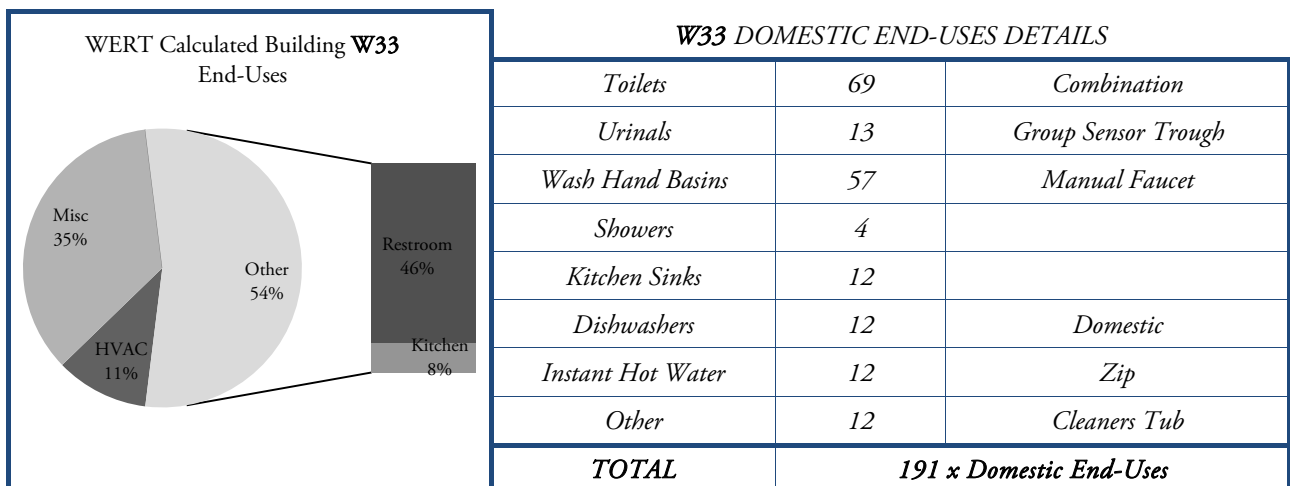 WERT Calculated Building W33
End-Uses
Misc
35%
HVAC
11%
Other
54%
Restroom
46%
Kitchen
8%
W33 DOMESTIC END-USES DETAILS
Toilets 69 Combination
Urinals 13 Group Sensor Trough
Wash Hand Basins 57 Manual Faucet
Showers 4
Kitchen Sinks 12
Dishwashers 12 Domestic
Instant Hot Water 12 Zip
Other 12 Cleaners Tub
TOTAL 191 x Domestic End-Uses